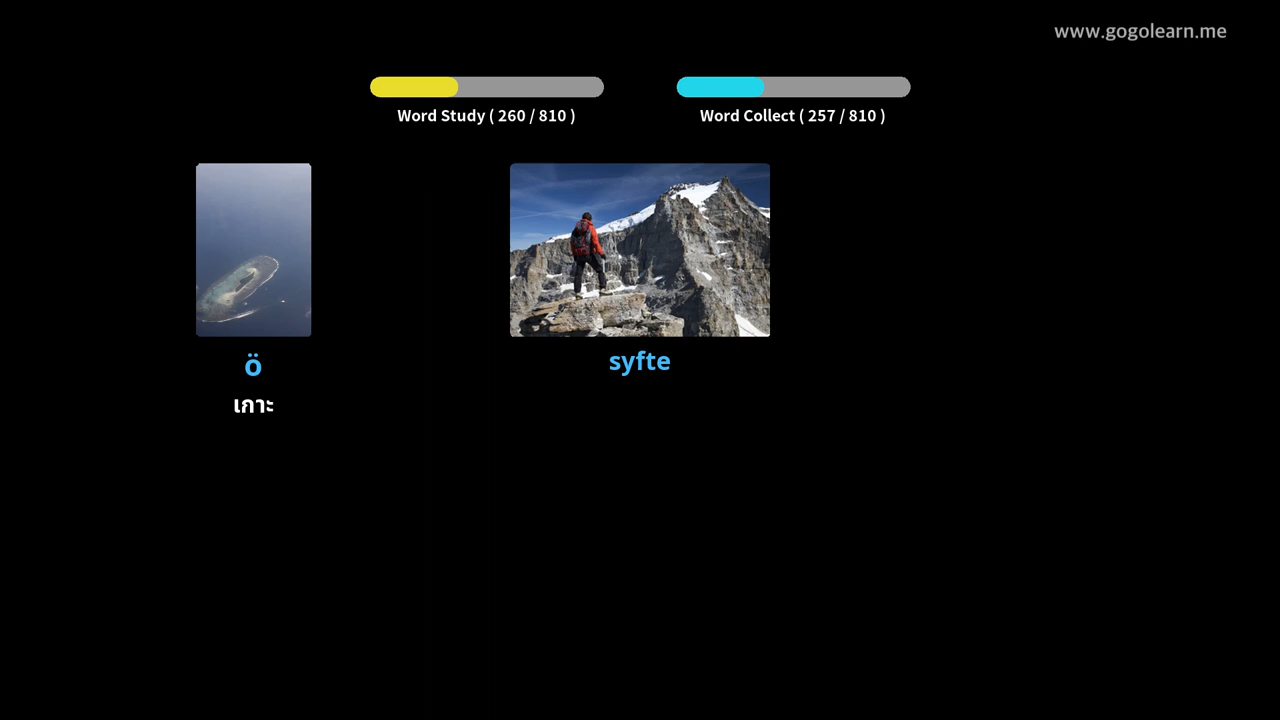 www.gogolearn.me
Word Study ( 260 / 810 )
Word Collect ( 257 / 810 )
ö
เกาะ
syfte